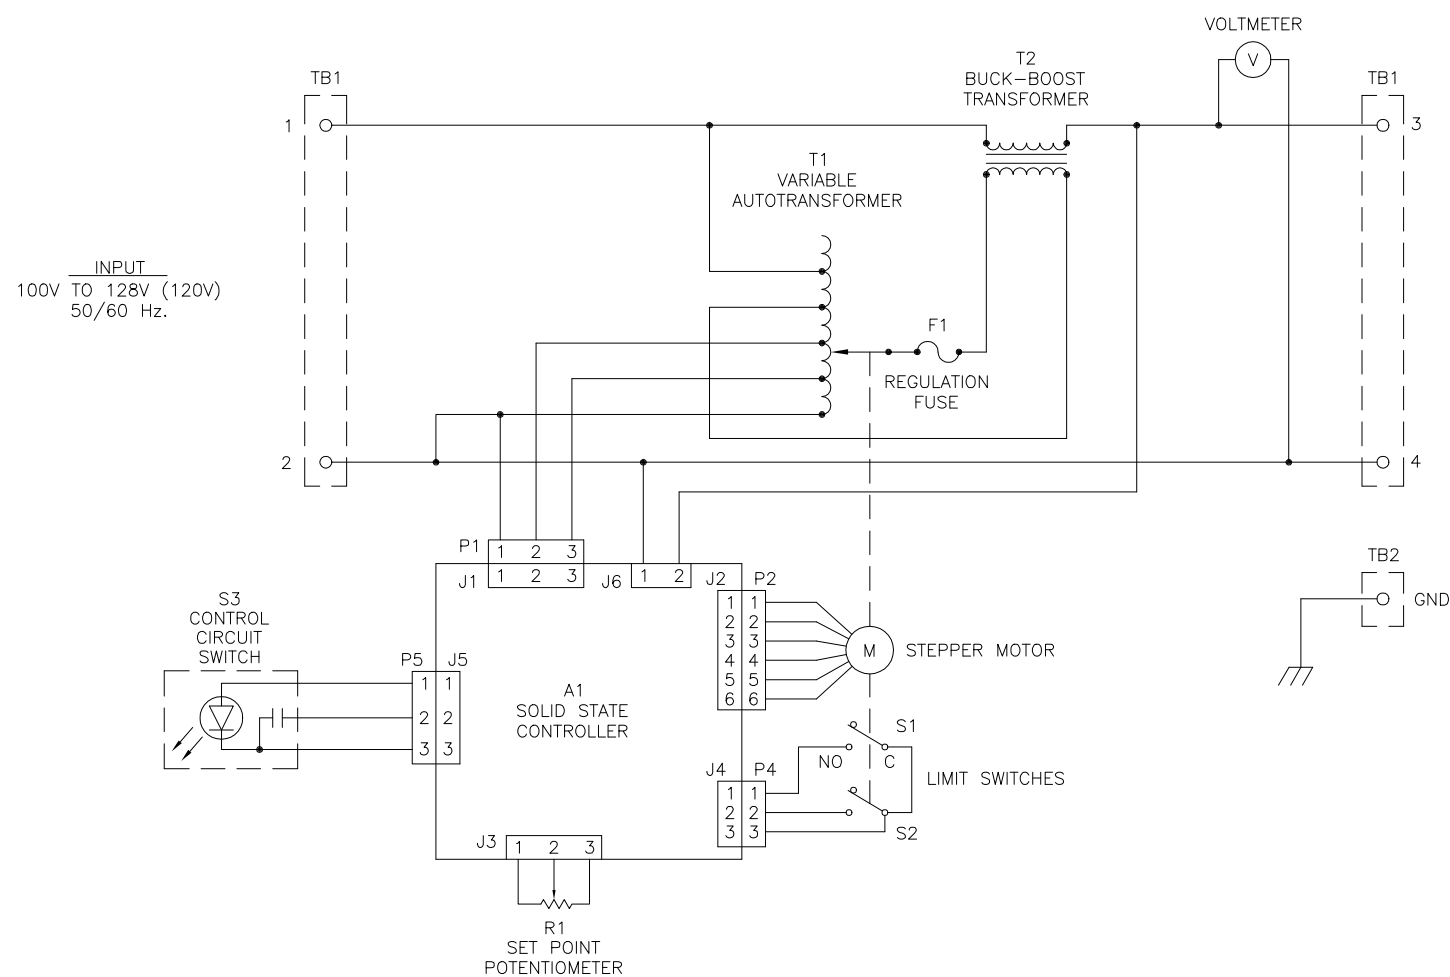 VOLTMETER
V
T2
BUCK-BOOST
TRANSFORMER
TB1
TB1
1
3
T1
VARIABLE
AUTOTRANSFORMER
INPUT
100V TO 128V (120V)
50/60 Hz.
F1
REGULATION
FUSE
2
4
P1
1 2 3
J1
1 2 3
J6
1 2
J2 P2
1 1
2 2
3 3
4 4
5 5
6 6
M
STEPPER MOTOR
TB2
GND
S3
CONTROL
CIRCUIT
SWITCH
P5 J5
1 1
2 2
3 3
A1
SOLID STATE
CONTROLLER
S1
NO C
LIMIT SWITCHES
J4 P4
1 1
2 2
3 3
S2
J3
1 2 3
R1
SET POINT
POTENTIOMETER